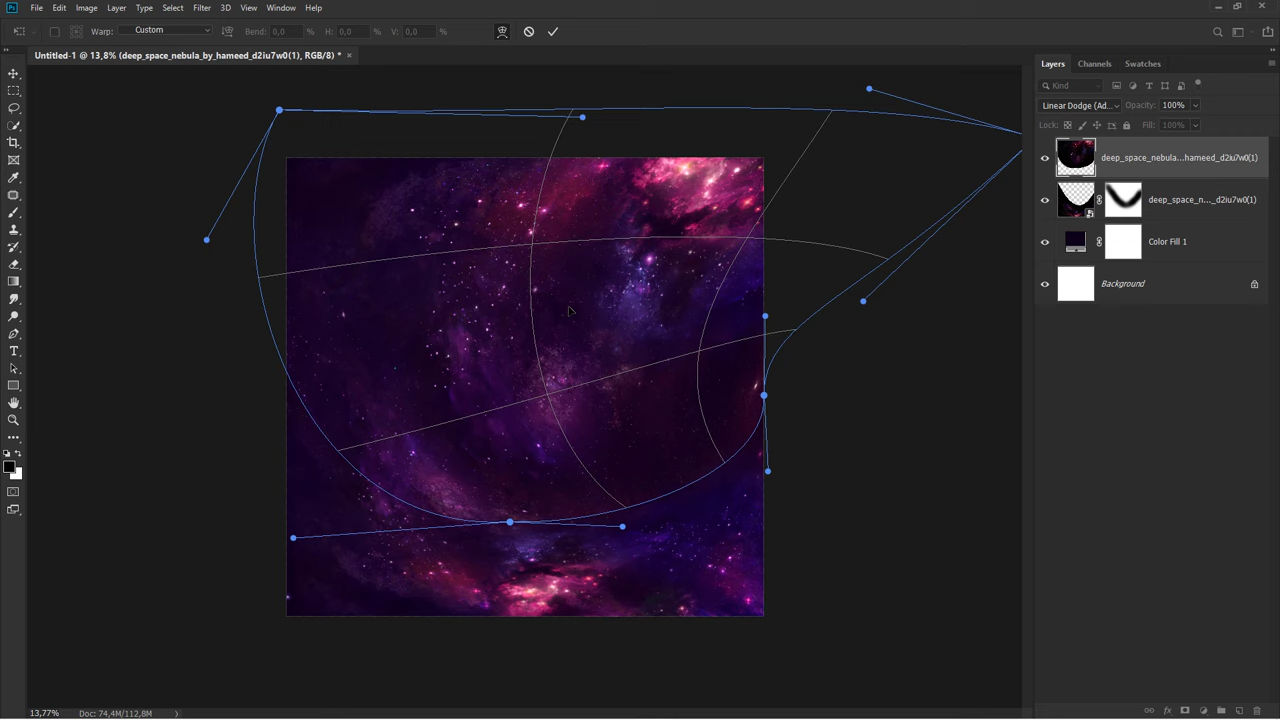 Ps File Edit Image Layer Type Select Filter 3D View Window Help
Warp: Custom Bend: 0,0 % H: 0,0 % V: 0,0 %
Untitled-1 @ 13,8% (deep_space_nebula_by_hameed_d2iu7w0(1), RGB/8) * ×
Layers Channels Swatches
Kind
Linear Dodge (Ad... Opacity: 100%
Lock: Fill: 100%
deep_space_nebula...hameed_d2iu7w0(1)
deep_space_n..._d2iu7w0(1)
Color Fill 1
Background
13,77% Doc: 74,4M/112,8M